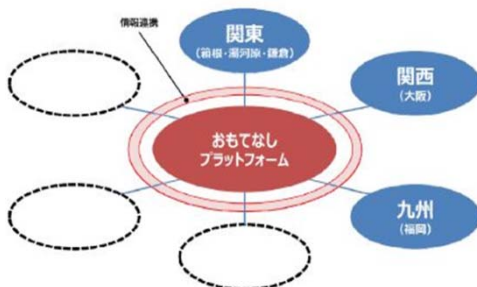 情報連携
関東
(箱根・湯河原・鎌倉)
関西
(大阪)
おもてなし
プラットフォーム
九州
(福岡)